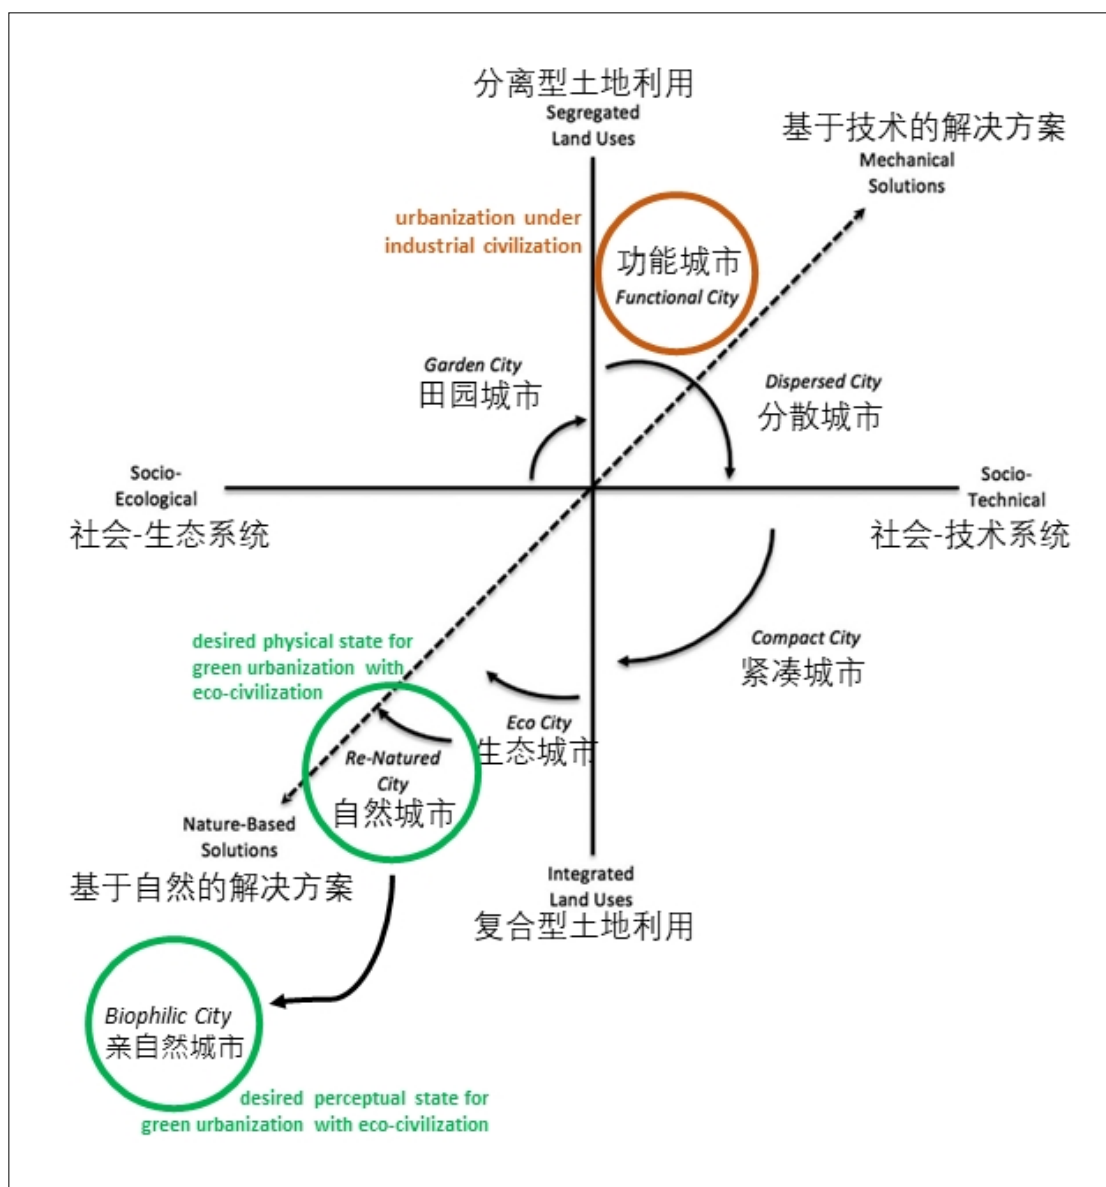 分离型土地利用
Segregated
Land Uses
基于技术的解决方案
Mechanical
Solutions
urbanization under
industrial civilization
功能城市
Functional City
Garden City
田园城市
Dispersed City
分散城市
Socio-
Ecological
社会-生态系统
Socio-
Technical
社会-技术系统
desired physical state for
green urbanization with
eco-civilization
Compact City
紧凑城市
Eco City
生态城市
Re-Natured
City
自然城市
Nature-Based
Solutions
基于自然的解决方案
Integrated
Land Uses
复合型土地利用
Biophilic City
亲自然城市
desired perceptual state for
green urbanization with eco-civilization